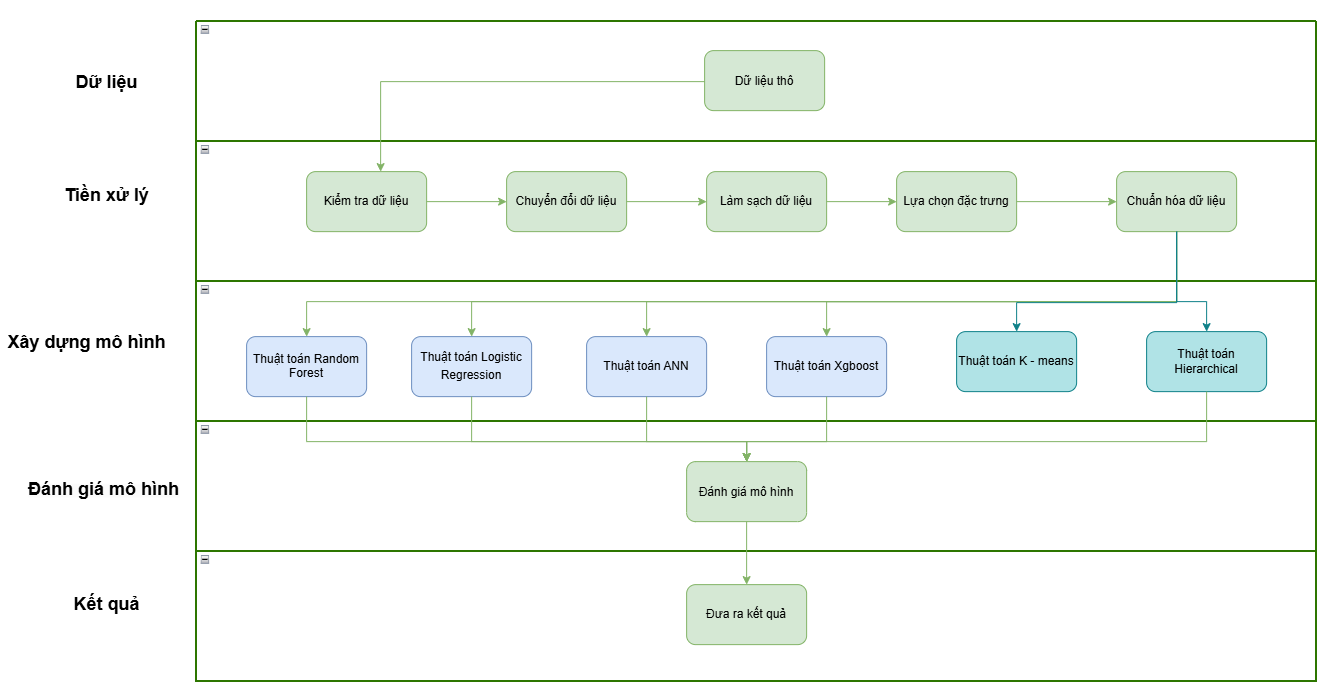 Dữ liệu
Dữ liệu thô
Tiền xử lý
Kiểm tra dữ liệu
Chuyển đổi dữ liệu
Làm sạch dữ liệu
Lựa chọn đặc trưng
Chuẩn hóa dữ liệu
Xây dựng mô hình
Thuật toán Random
Forest
Thuật toán Logistic
Regression
Thuật toán ANN
Thuật toán Xgboost
Thuật toán K - means
Thuật toán
Hierarchical
Đánh giá mô hình
Đánh giá mô hình
Kết quả
Đưa ra kết quả